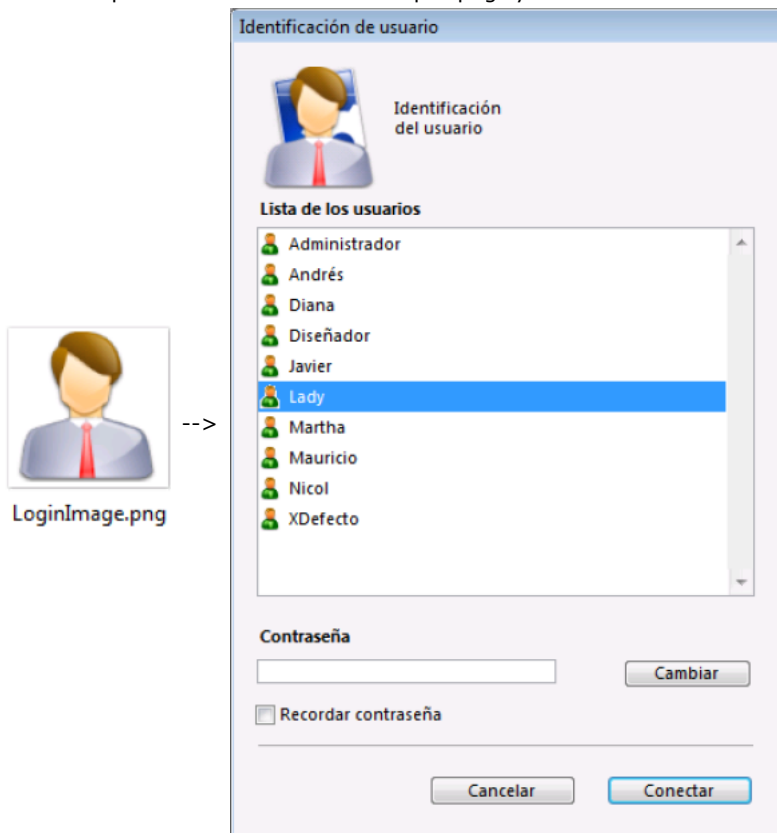 Identificación de usuario
Identificación
del usuario
Lista de los usuarios
Administrador
Andrés
Diana
Diseñador
Javier
Lady
Martha
Mauricio
Nicol
XDefecto
-->
LoginImage.png
Contraseña
Cambiar
Recordar contraseña
Cancelar
Conectar